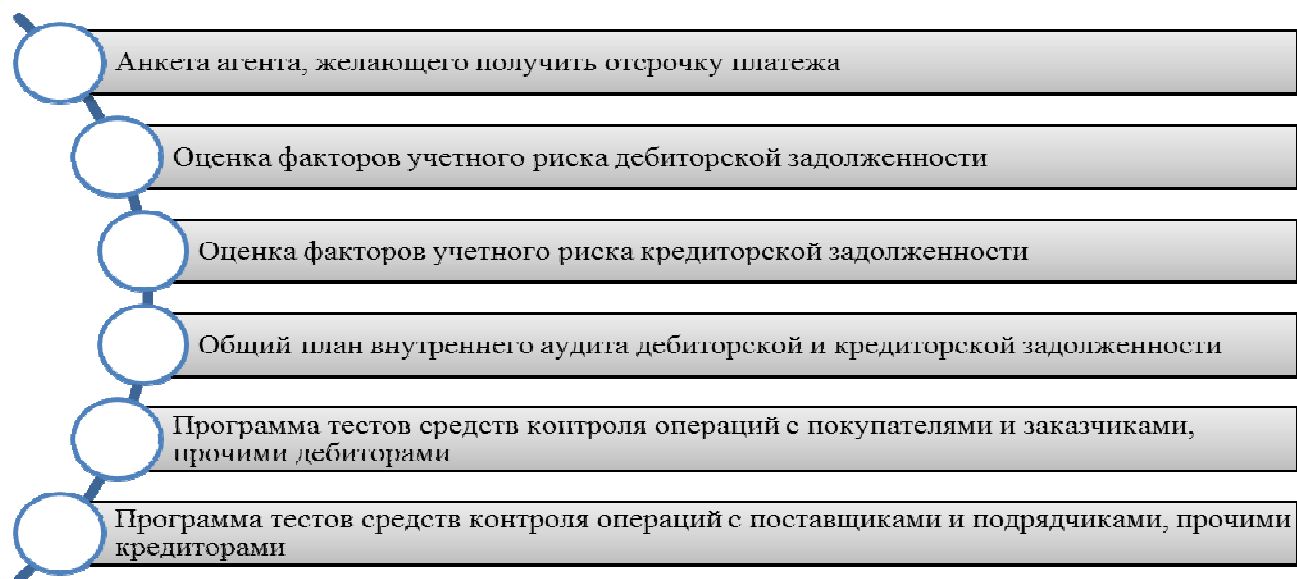 Анкета агента, желающего получить отсрочку платежа
Оценка факторов учетного риска дебиторской задолженности
Оценка факторов учетного риска кредиторской задолженности
Общий план внутреннего аудита дебиторской и кредиторской задолженности
Программа тестов средств контроля операций с покупателями и заказчиками,
прочими дебиторами
Программа тестов средств контроля операций с поставщиками и подрядчиками, прочими
кредиторами